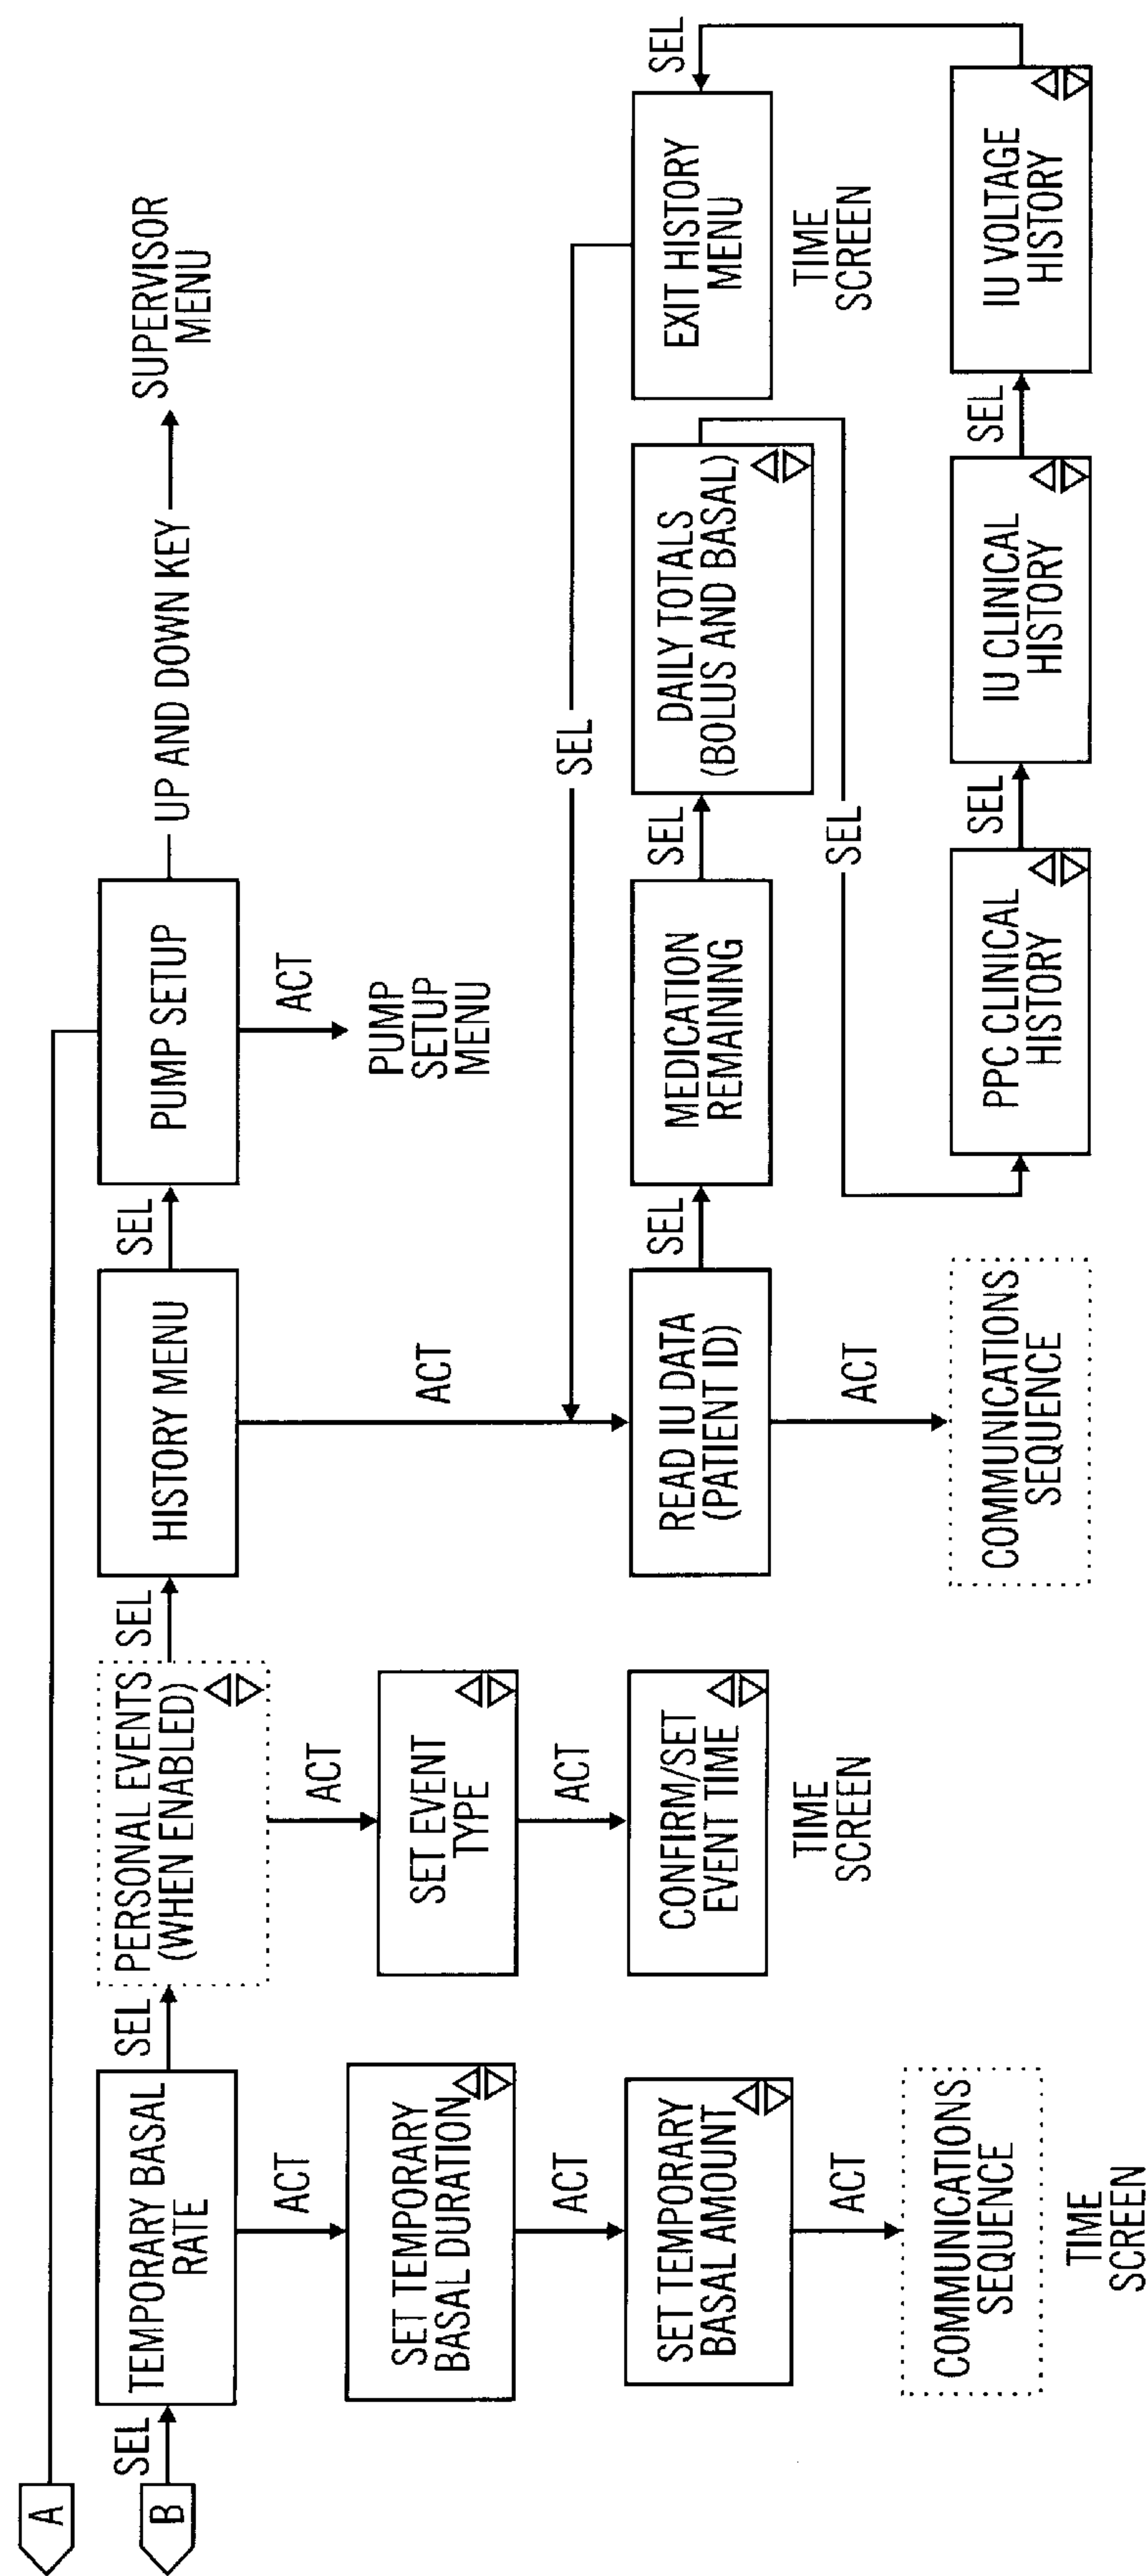 A
B
SEL
TEMPORARY BASAL
RATE
SEL
PERSONAL EVENTS
(WHEN ENABLED)
SEL
HISTORY MENU
SEL
PUMP SETUP
UP AND DOWN KEY
SUPERVISOR
MENU
ACT
SET TEMPORARY
BASAL DURATION
ACT
SET TEMPORARY
BASAL AMOUNT
ACT
COMMUNICATIONS
SEQUENCE
TIME
SCREEN
ACT
SET EVENT
TYPE
ACT
CONFIRM/SET
EVENT TIME
TIME
SCREEN
ACT
PUMP
SETUP
MENU
ACT
SEL
READ IU DATA
(PATIENT ID)
SEL
MEDICATION
REMAINING
SEL
DAILY TOTALS
(BOLUS AND BASAL)
EXIT HISTORY
MENU
SEL
TIME
SCREEN
ACT
COMMUNICATIONS
SEQUENCE
SEL
PPC CLINICAL
HISTORY
SEL
IU CLINICAL
HISTORY
SEL
IU VOLTAGE
HISTORY